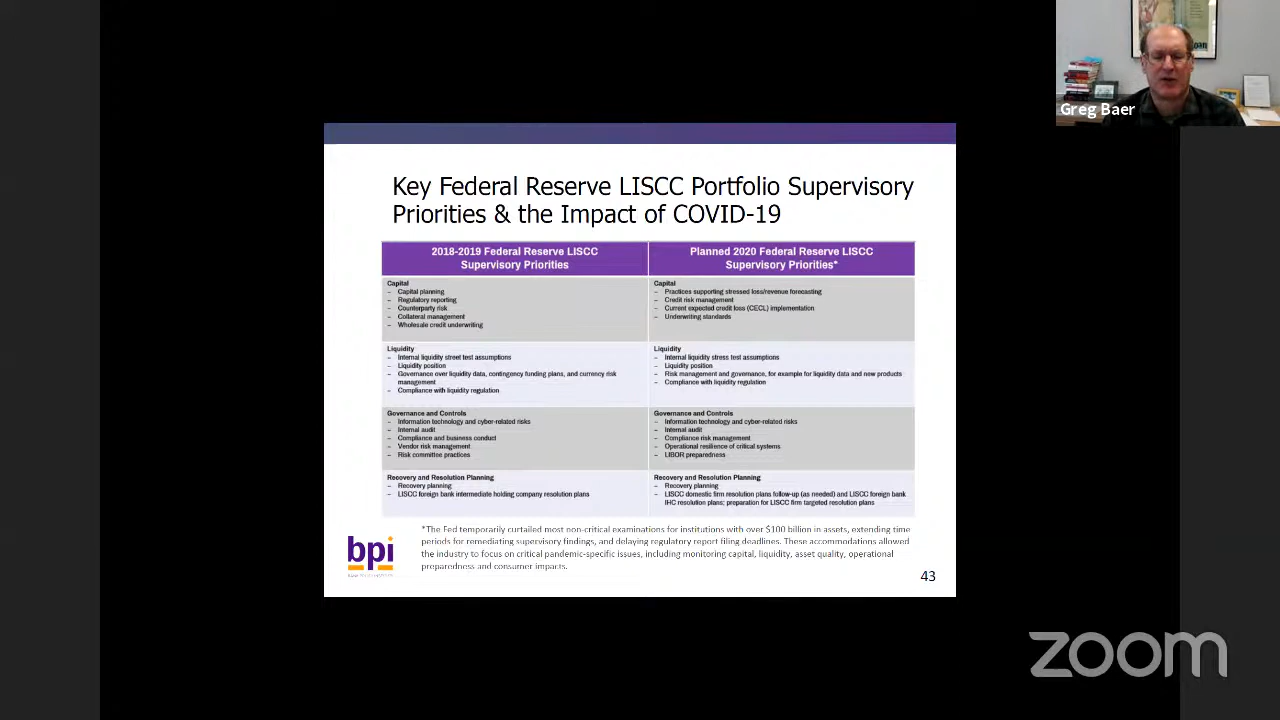 Greg Baer
Key Federal Reserve LISCC Portfolio Supervisory
Priorities & the Impact of COVID-19
2018-2019 Federal Reserve LISCC
Supervisory Priorities
Capital
– Capital planning
– Regulatory reporting
– Counterparty risk
– Collateral management
– Wholesale credit underwriting
Liquidity
– Internal liquidity street test assumptions
– Liquidity position
– Governance over liquidity data, contingency funding plans, and currency risk
management
– Compliance with liquidity regulation
Governance and Controls
– Information technology and cyber-related risks
– Internal audit
– Compliance and business conduct
– Vendor risk management
– Risk committee practices
Recovery and Resolution Planning
– Recovery planning
– LISCC foreign bank intermediate holding company resolution plans
Planned 2020 Federal Reserve LISCC
Supervisory Priorities*
Capital
– Practices supporting stressed loss/revenue forecasting
– Credit risk management
– Current expected credit loss (CECL) implementation
– Underwriting standards
Liquidity
– Internal liquidity stress test assumptions
– Liquidity position
– Risk management and governance, for example for liquidity data and new products
– Compliance with liquidity regulation
Governance and Controls
– Information technology and cyber-related risks
– Internal audit
– Compliance risk management
– Operational resilience of critical systems
– LIBOR preparedness
Recovery and Resolution Planning
– Recovery planning
– LISCC domestic firm resolution plans follow-up (as needed) and LISCC foreign bank
IHC resolution plans; preparation for LISCC firm targeted resolution plans
*The Fed temporarily curtailed most non-critical examinations for institutions with over $100 billion in assets, extending time
periods for remediating supervisory findings, and delaying regulatory report filing deadlines. These accommodations allowed
the industry to focus on critical pandemic-specific issues, including monitoring capital, liquidity, asset quality, operational
preparedness and consumer impacts.
bpi
43
zoom